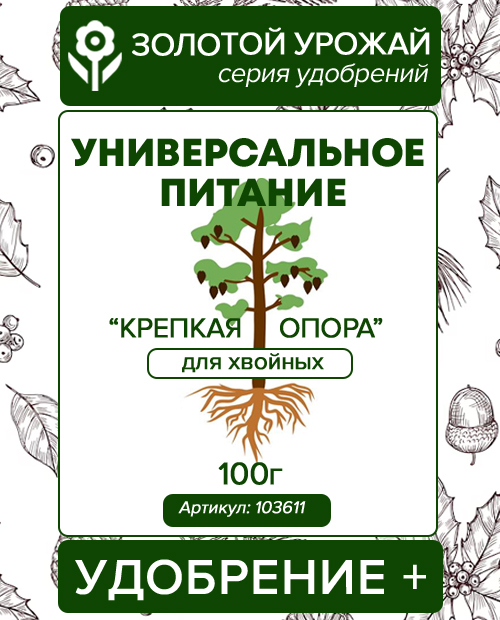 ЗОЛОТОЙ УРОЖАЙ
серия удобрений
УНИВЕРСАЛЬНОЕ
ПИТАНИЕ
“КРЕПКАЯ ОПОРА”
для хвойных
100г
Артикул: 103611
УДОБРЕНИЕ +